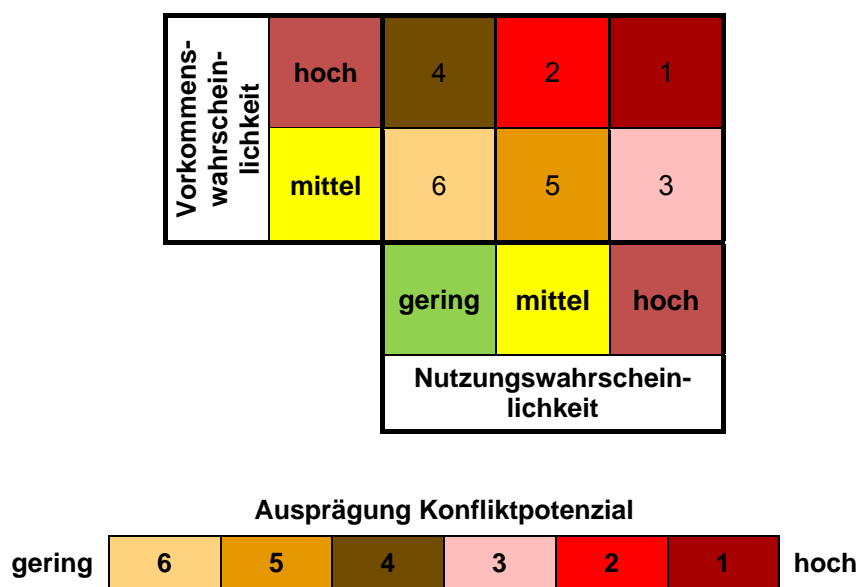 Vorkommens-
wahrschein-
lichkeit
hoch 4 2 1
mittel 6 5 3
gering mittel hoch
Nutzungswahrschein-
lichkeit
Ausprägung Konfliktpotenzial
gering 6 5 4 3 2 1 hoch